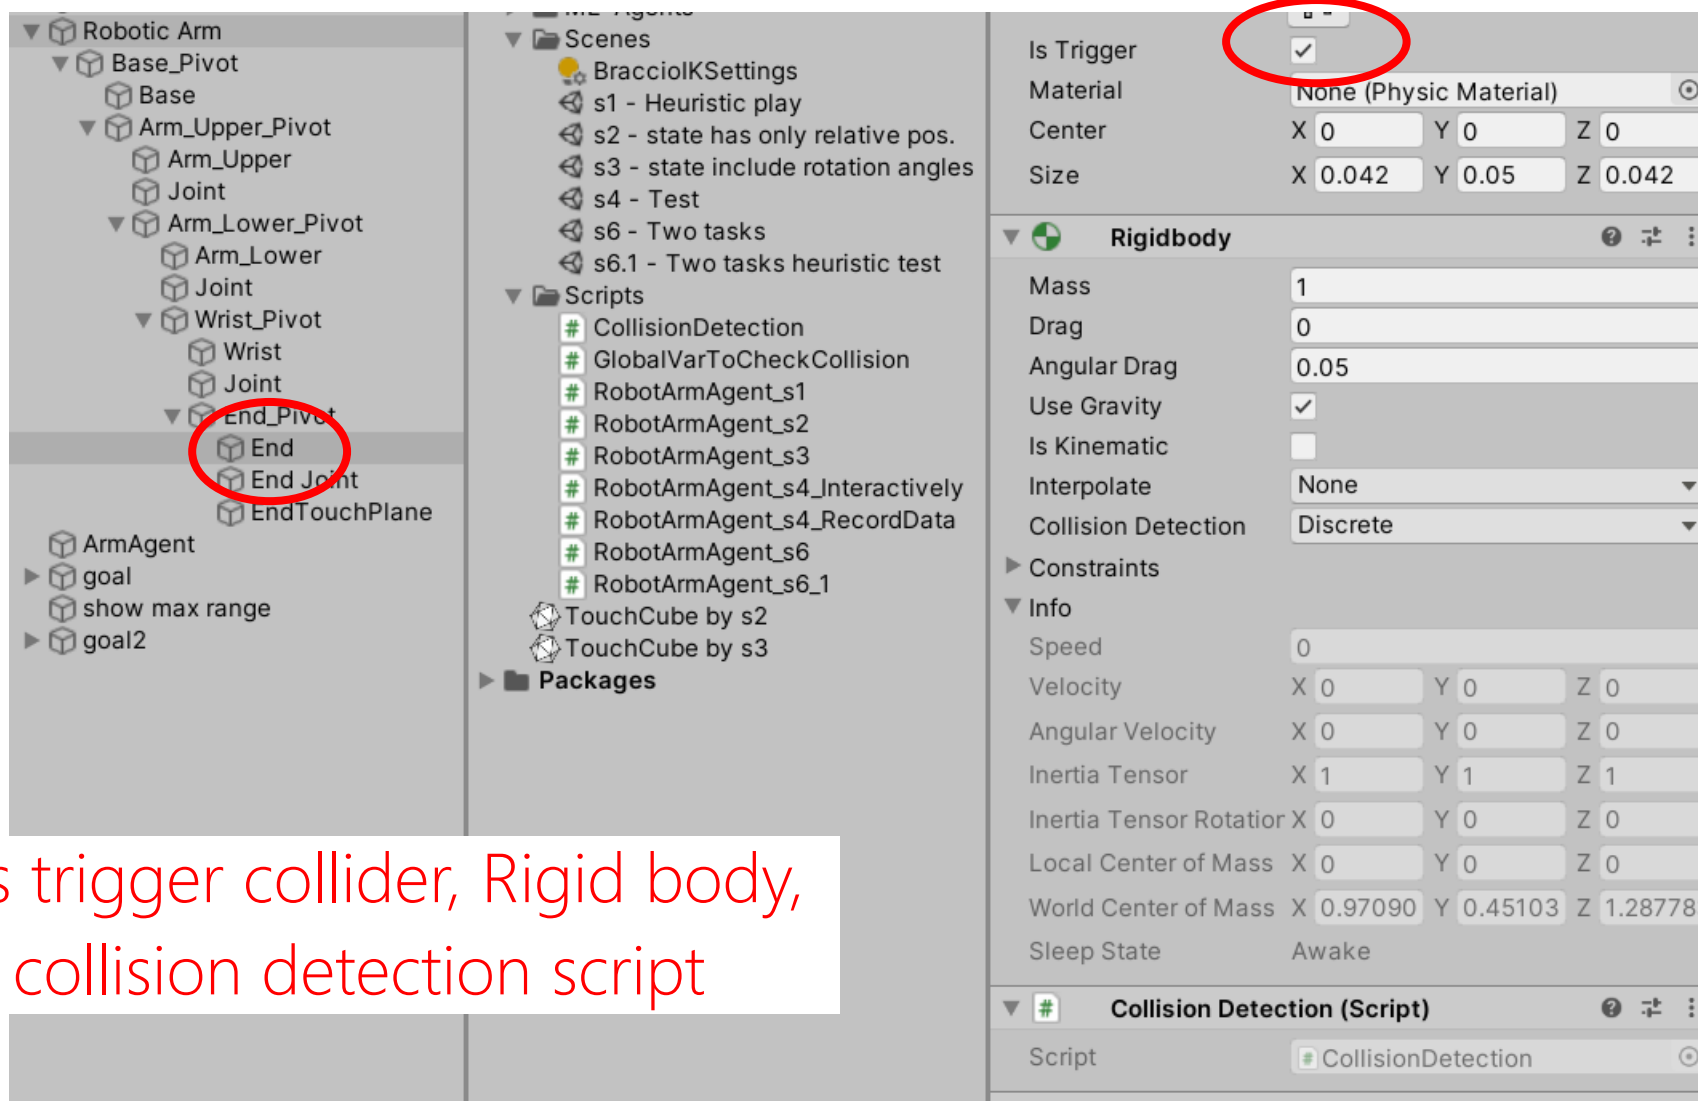 Robotic Arm
Base_Pivot
Base
Arm_Upper_Pivot
Arm_Upper
Joint
Arm_Lower_Pivot
Arm_Lower
Joint
Wrist_Pivot
Wrist
Joint
End_Pivot
End
End Joint
EndTouchPlane
ArmAgent
goal
show max range
goal2
Scenes
BraccioIKSettings
s1 - Heuristic play
s2 - state has only relative pos.
s3 - state include rotation angles
s4 - Test
s6 - Two tasks
s6.1 - Two tasks heuristic test
Scripts
# CollisionDetection
# GlobalVarToCheckCollision
# RobotArmAgent_s1
# RobotArmAgent_s2
# RobotArmAgent_s3
# RobotArmAgent_s4_Interactively
# RobotArmAgent_s4_RecordData
# RobotArmAgent_s6
# RobotArmAgent_s6_1
TouchCube by s2
TouchCube by s3
Packages
Is Trigger
Material None (Physic Material)
Center X 0 Y 0 Z 0
Size X 0.042 Y 0.05 Z 0.042
Rigidbody
Mass 1
Drag 0
Angular Drag 0.05
Use Gravity
Is Kinematic
Interpolate None
Collision Detection Discrete
Constraints
Info
Speed 0
Velocity X 0 Y 0 Z 0
Angular Velocity X 0 Y 0 Z 0
Inertia Tensor X 1 Y 1 Z 1
Inertia Tensor Rotation X 0 Y 0 Z 0
Local Center of Mass X 0 Y 0 Z 0
World Center of Mass X 0.97090 Y 0.45103 Z 1.28778
Sleep State Awake
# Collision Detection (Script)
Script # CollisionDetection
s trigger collider, Rigid body,
collision detection script